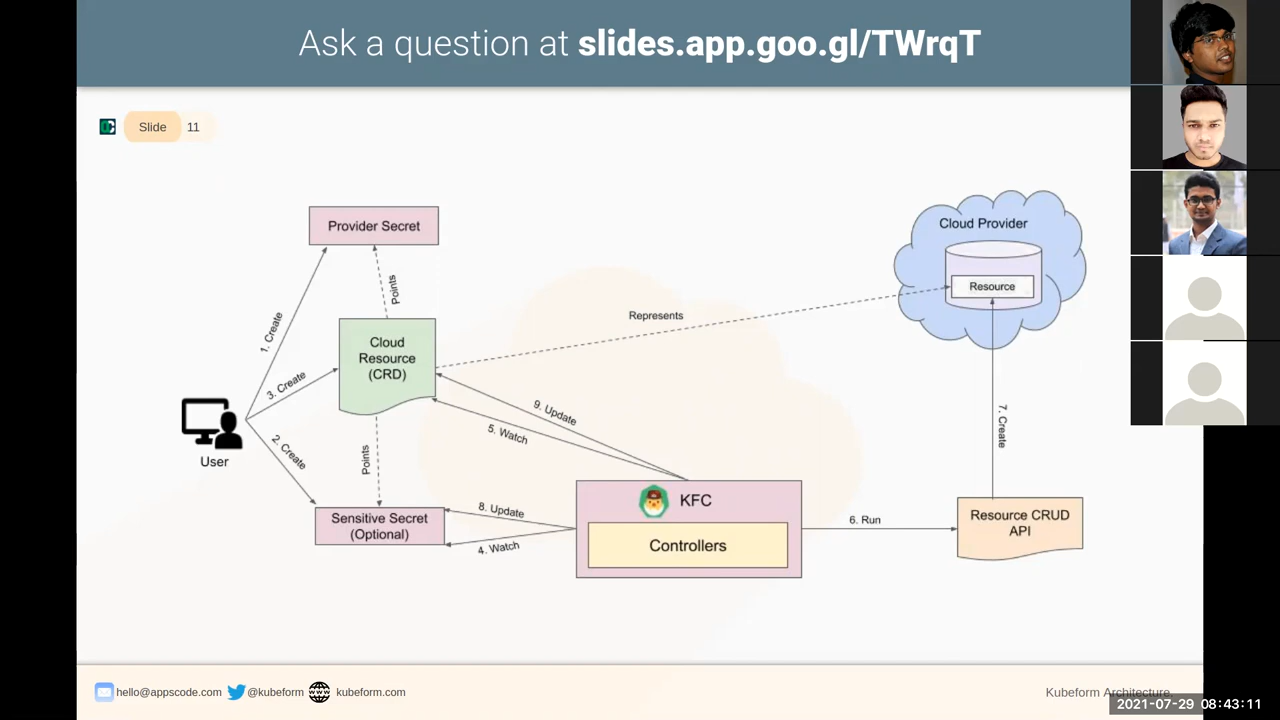 Ask a question at slides.app.goo.gl/TWrqT
Slide 11
Provider Secret
Cloud Provider
Resource
Points
1. Create
Represents
Cloud
Resource
(CRD)
3. Create
9. Update
5. Watch
7. Create
2. Create
User
Points
KFC
Controllers
8. Update
4. Watch
Sensitive Secret
(Optional)
6. Run
Resource CRUD
API
hello@appscode.com @kubeform kubeform.com
Kubeform Architecture.
2021-07-29 08:43:11